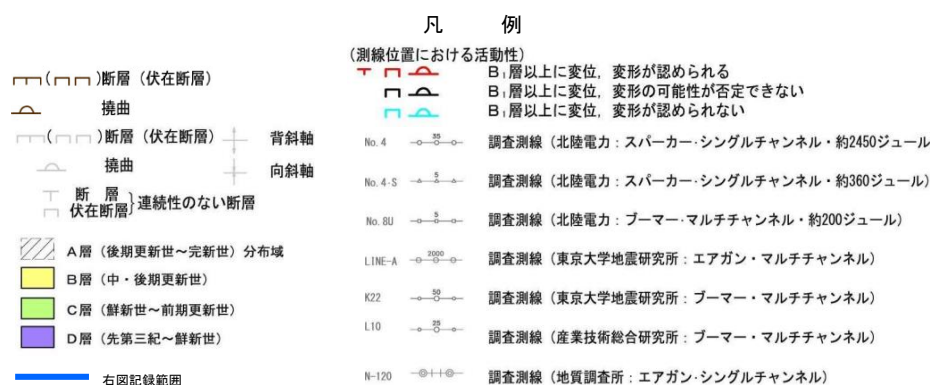 凡 例
(測線位置における活動性)
B₁層以上に変位，変形が認められる
B₁層以上に変位，変形の可能性が否定できない
B₁層以上に変位，変形が認められない
( )断層（伏在断層）
撓曲
( )断層（伏在断層） 背斜軸
撓曲 向斜軸
断 層
伏在断層}連続性のない断層
A層（後期更新世～完新世）分布域
B層（中・後期更新世）
C層（鮮新世～前期更新世）
D層（先第三紀～鮮新世）
右図記録範囲
No.4 35 調査測線（北陸電力：スパーカー・シングルチャンネル・約2450ジュール
No.4-S 5 調査測線（北陸電力：スパーカー・シングルチャンネル・約360ジュール）
No.8U 5 調査測線（北陸電力：ブーマー・マルチチャンネル・約200ジュール）
LINE-A 2000 調査測線（東京大学地震研究所：エアガン・マルチチャンネル）
K22 50 調査測線（東京大学地震研究所：ブーマー・マルチチャンネル）
L10 25 調査測線（産業技術総合研究所：ブーマー・マルチチャンネル）
N-120 調査測線（地質調査所：エアガン・シングルチャンネル）